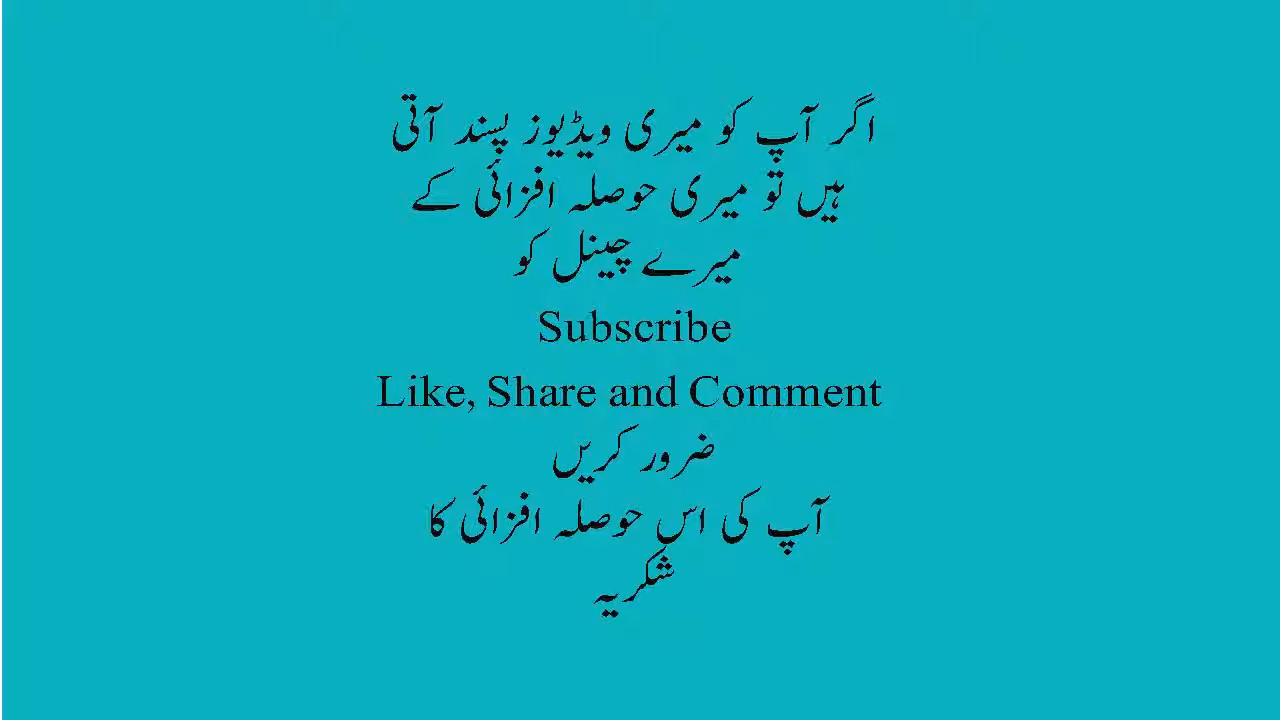 اگر آپ کو میری ویڈیوز پسند آتی
ہیں تو میری حوصلہ افزائی کے
میرے چینل کو
Subscribe
Like, Share and Comment
ضرور کریں
آپ کی اس حوصلہ افزائی کا
شکریہ